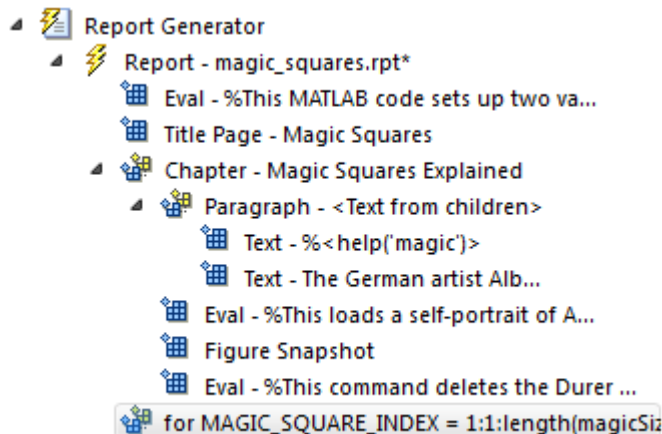 Report Generator
Report - magic_squares.rpt*
Eval - %This MATLAB code sets up two va...
Title Page - Magic Squares
Chapter - Magic Squares Explained
Paragraph - <Text from children>
Text - %<help('magic')>
Text - The German artist Alb...
Eval - %This loads a self-portrait of A...
Figure Snapshot
Eval - %This command deletes the Durer ...
for MAGIC_SQUARE_INDEX = 1:1:length(magicSiz